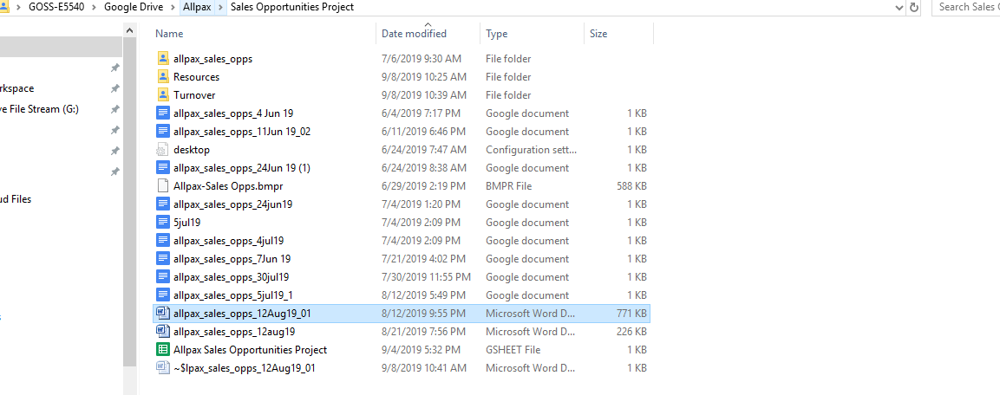 GOSS-E5540 > Google Drive > Allpax > Sales Opportunities Project Search Sales O
Name Date modified Type Size
allpax_sales_opps 7/6/2019 9:30 AM File folder
rkspace Resources 9/8/2019 10:25 AM File folder
Turnover 9/8/2019 10:39 AM File folder
ve File Stream (G:) allpax_sales_opps_4 Jun 19 6/4/2019 7:17 PM Google document 1 KB
allpax_sales_opps_11Jun 19_02 6/11/2019 6:46 PM Google document 1 KB
desktop 6/24/2019 7:47 AM Configuration sett... 1 KB
allpax_sales_opps_24Jun 19 (1) 6/24/2019 8:38 AM Google document 1 KB
Allpax-Sales Opps.bmpr 6/29/2019 2:19 PM BMPR File 588 KB
ud Files allpax_sales_opps_24jun19 7/4/2019 1:20 PM Google document 1 KB
5jul19 7/4/2019 2:09 PM Google document 1 KB
allpax_sales_opps_4jul19 7/4/2019 2:09 PM Google document 1 KB
allpax_sales_opps_7Jun 19 7/21/2019 4:02 PM Google document 1 KB
allpax_sales_opps_30jul19 7/30/2019 11:55 PM Google document 1 KB
allpax_sales_opps_5jul19_1 8/12/2019 5:49 PM Google document 1 KB
allpax_sales_opps_12Aug19_01 8/12/2019 9:55 PM Microsoft Word D... 771 KB
allpax_sales_opps_12aug19 8/21/2019 7:56 PM Microsoft Word D... 226 KB
Allpax Sales Opportunities Project 9/4/2019 5:32 PM GSHEET File 1 KB
~$lpax_sales_opps_12Aug19_01 9/8/2019 10:41 AM Microsoft Word D... 1 KB